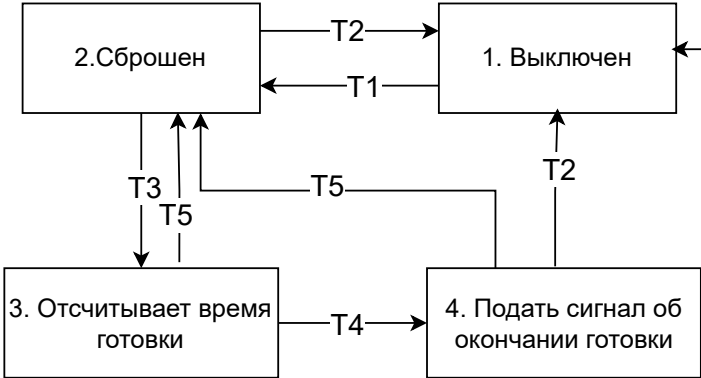 2.Сброшен
T2
1. Выключен
T1
T3
T5
T5
T2
3. Отсчитывает время
готовки
T4
4. Подать сигнал об
окончании готовки